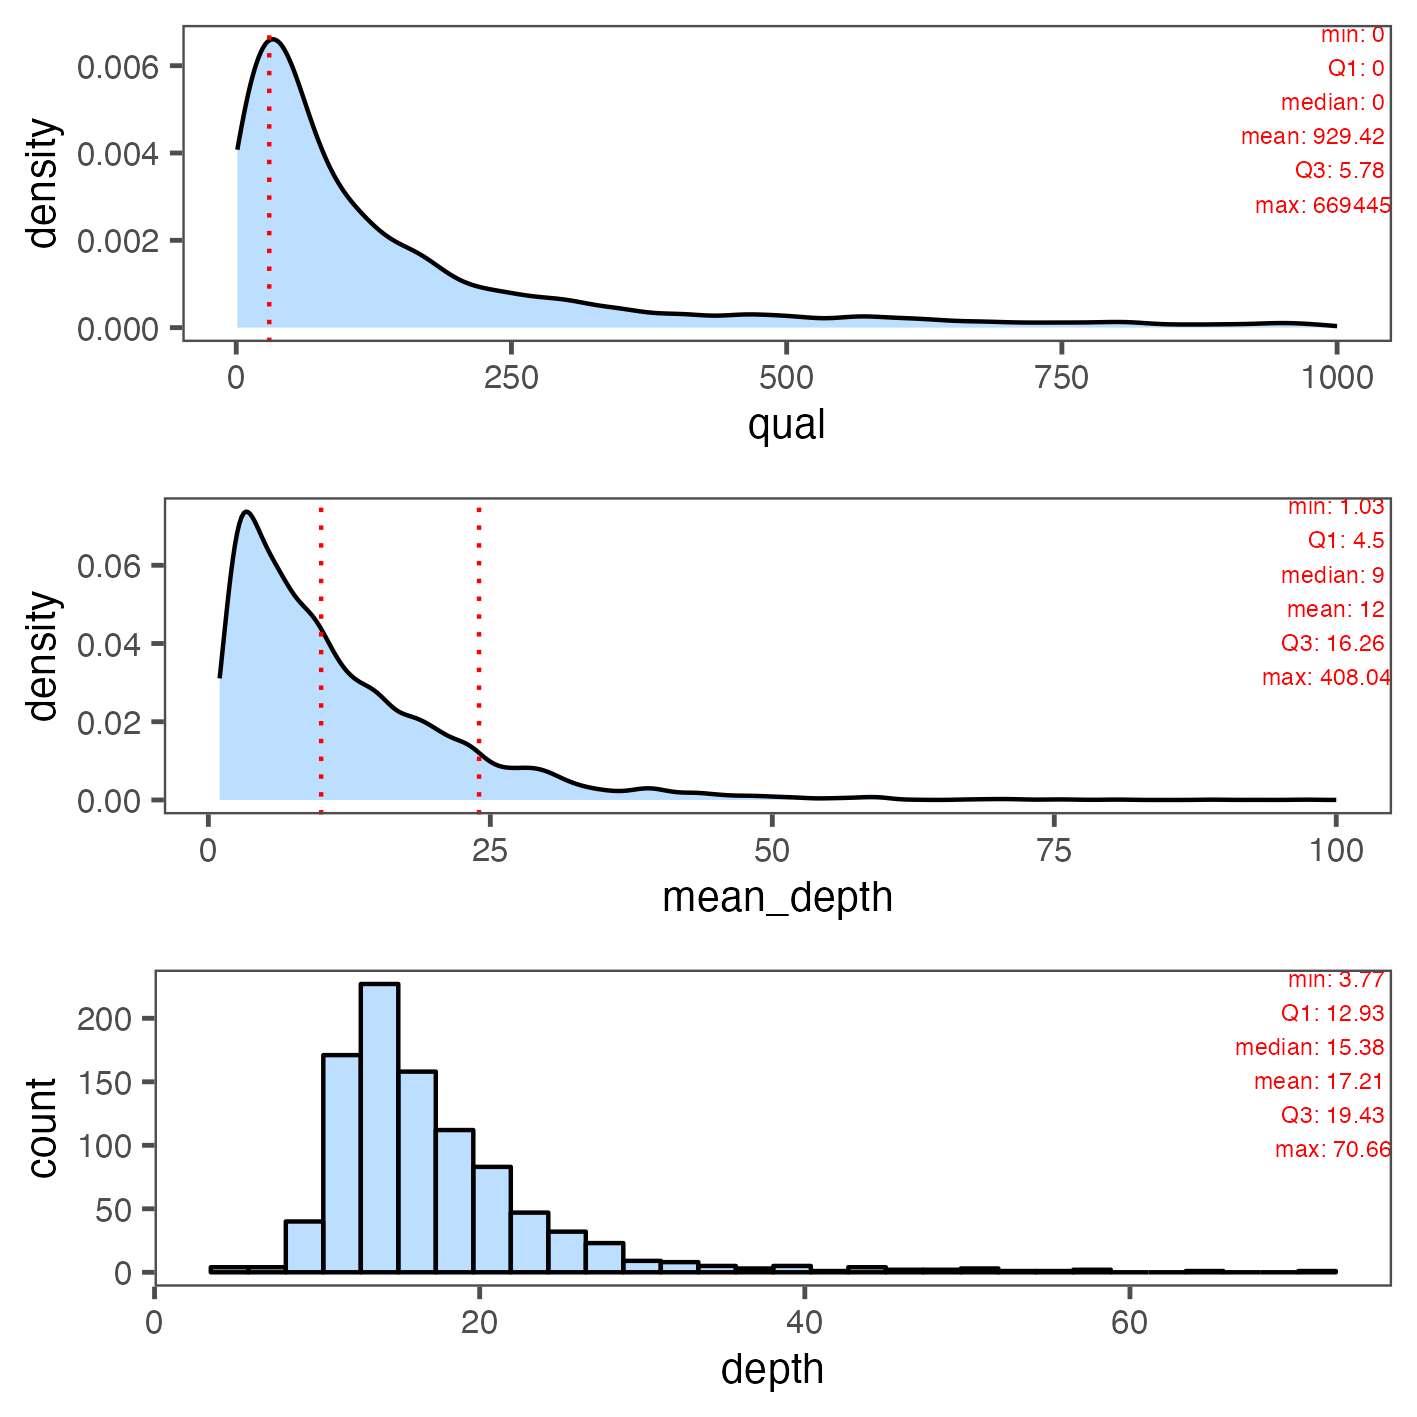 min: 0
Q1: 0
median: 0
mean: 929.42
Q3: 5.78
max: 669445
density
0.006
0.004
0.002
0.000
0
250
500
750
1000
qual
min: 1.03
Q1: 4.5
median: 9
mean: 12
Q3: 16.26
max: 408.04
density
0.06
0.04
0.02
0.00
0
25
50
75
100
mean_depth
min: 3.77
Q1: 12.93
median: 15.38
mean: 17.21
Q3: 19.43
max: 70.66
count
200
150
100
50
0
0
20
40
60
depth